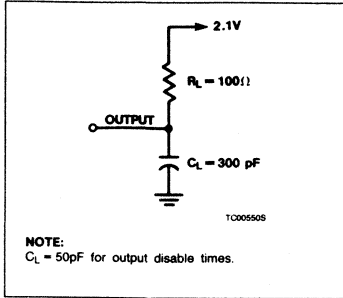 2.1V
RL = 100Ω
OUTPUT
CL = 300 pF
TC00550S
NOTE:
CL = 50pF for output disable times.